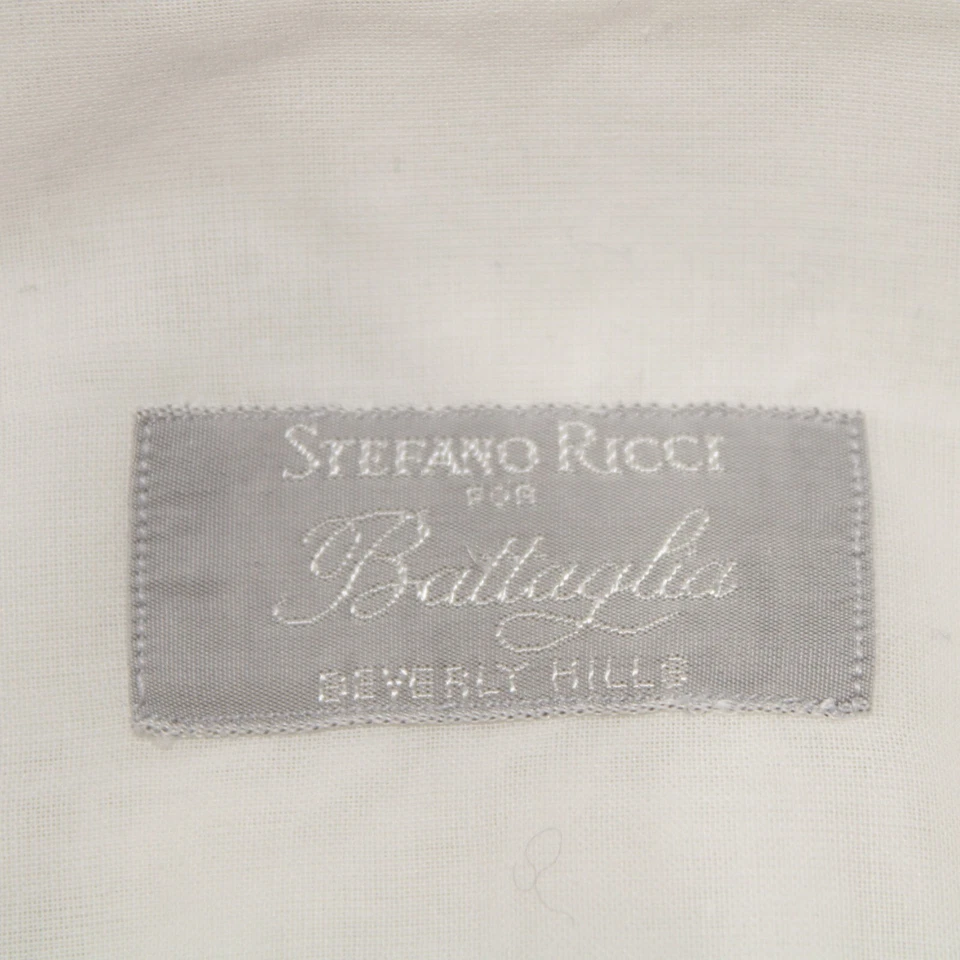 STEFANO RICCI
FOR
Battaglia
BEVERLY HILLS